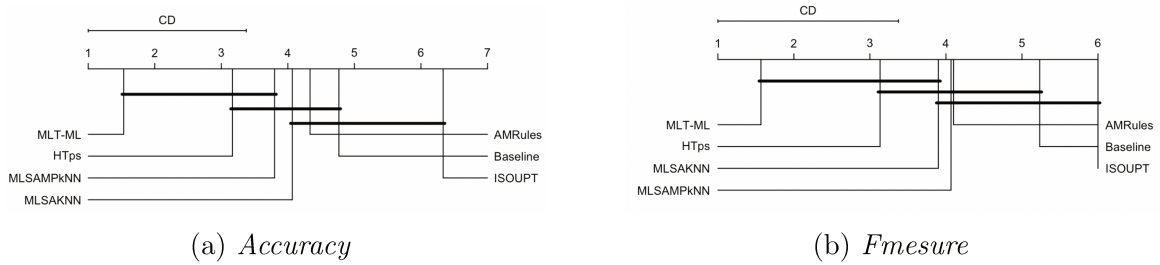 CD
1 2 3 4 5 6 7
MLT-ML
HTps
MLSAMPkNN
MLSAKNN
AMRules
Baseline
ISOUPT
(a) Accuracy
CD
1 2 3 4 5 6
MLT-ML
HTps
MLSAKNN
MLSAMPkNN
AMRules
Baseline
ISOUPT
(b) Fmesure